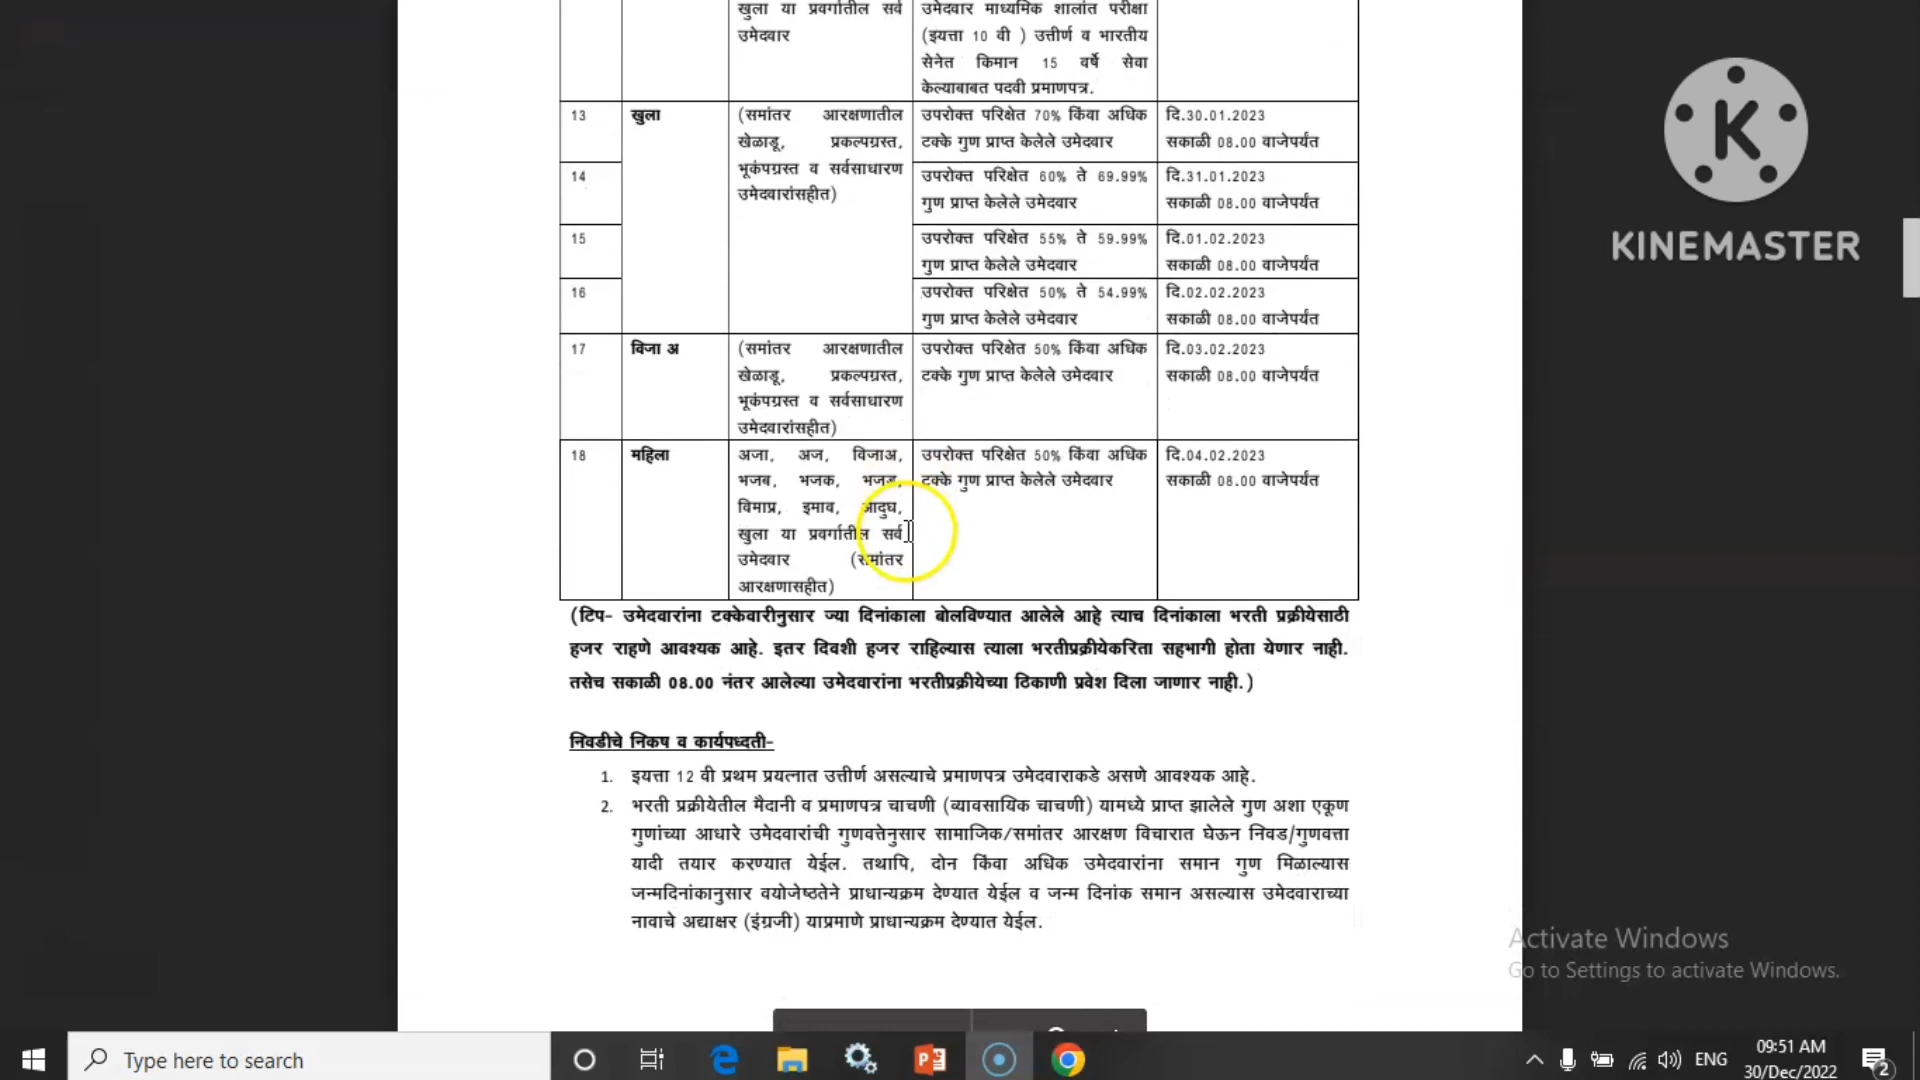 खुला या प्रवर्गातील सर्व
उमेदवार
उमेदवार माध्यमिक शालांत परीक्षा
(इयत्ता 10 वी ) उत्तीर्ण व भारतीय
सेनेत किमान 15 वर्षे सेवा
केल्याबाबत पदवी प्रमाणपत्र.
13
खुला
(समांतर आरक्षणातील
खेळाडू, प्रकल्पग्रस्त,
भूकंपग्रस्त व सर्वसाधारण
उमेदवारांसहीत)
उपरोक्त परिक्षेत 70% किंवा अधिक
टक्के गुण प्राप्त केलेले उमेदवार
दि.30.01.2023
सकाळी 08.00 वाजेपर्यंत
14
उपरोक्त परिक्षेत 60% ते 69.99%
गुण प्राप्त केलेले उमेदवार
दि.31.01.2023
सकाळी 08.00 वाजेपर्यंत
15
उपरोक्त परिक्षेत 55% ते 59.99%
गुण प्राप्त केलेले उमेदवार
दि.01.02.2023
सकाळी 08.00 वाजेपर्यंत
16
उपरोक्त परिक्षेत 50% ते 54.99%
गुण प्राप्त केलेले उमेदवार
दि.02.02.2023
सकाळी 08.00 वाजेपर्यंत
17
विजा अ
(समांतर आरक्षणातील
खेळाडू, प्रकल्पग्रस्त,
भूकंपग्रस्त व सर्वसाधारण
उमेदवारांसहीत)
उपरोक्त परिक्षेत 50% किंवा अधिक
टक्के गुण प्राप्त केलेले उमेदवार
दि.03.02.2023
सकाळी 08.00 वाजेपर्यंत
18
महिला
अजा, अज, विजाअ,
भजब, भजक, भजड,
विमाप्र, इमाव, आदुघ,
खुला या प्रवर्गातील सर्व
उमेदवार (समांतर
आरक्षणासहीत)
उपरोक्त परिक्षेत 50% किंवा अधिक
टक्के गुण प्राप्त केलेले उमेदवार
दि.04.02.2023
सकाळी 08.00 वाजेपर्यंत
(टिप- उमेदवारांना टक्केवारीनुसार ज्या दिनांकाला बोलविण्यात आलेले आहे त्याच दिनांकाला भरती प्रक्रीयेसाठी
हजर राहणे आवश्यक आहे. इतर दिवशी हजर राहिल्यास त्याला भरतीप्रक्रीयेकरिता सहभागी होता येणार नाही.
तसेच सकाळी 08.00 नंतर आलेल्या उमेदवारांना भरतीप्रक्रीयेच्या ठिकाणी प्रवेश दिला जाणार नाही.)
निवडीचे निकष व कार्यपध्दती-
1. इयत्ता 12 वी प्रथम प्रयत्नात उत्तीर्ण असल्याचे प्रमाणपत्र उमेदवाराकडे असणे आवश्यक आहे.
2. भरती प्रक्रीयेतील मैदानी व प्रमाणपत्र चाचणी (व्यावसायिक चाचणी) यामध्ये प्राप्त झालेले गुण अशा एकूण
गुणांच्या आधारे उमेदवारांची गुणवत्तेनुसार सामाजिक/समांतर आरक्षण विचारात घेऊन निवड/गुणवत्ता
यादी तयार करण्यात येईल. तथापि, दोन किंवा अधिक उमेदवारांना समान गुण मिळाल्यास
जन्मदिनांकानुसार वयोजेष्ठतेने प्राधान्यक्रम देण्यात येईल व जन्म दिनांक समान असल्यास उमेदवाराच्या
नावाचे अद्याक्षर (इंग्रजी) याप्रमाणे प्राधान्यक्रम देण्यात येईल.
K
KINEMASTER
Activate Windows
Go to Settings to activate Windows.
Type here to search
ENG
09:51 AM
30/Dec/2022
2